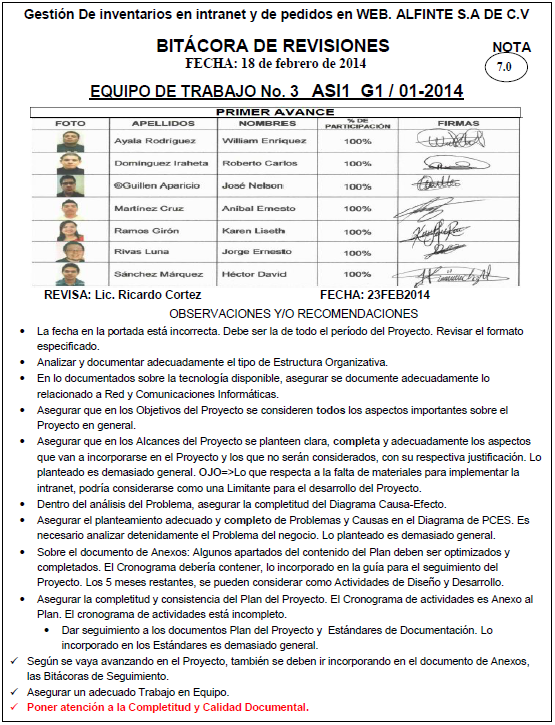 Gestión De inventarios en intranet y de pedidos en WEB. ALFINTE S.A DE C.V
BITÁCORA DE REVISIONES
NOTA
FECHA: 18 de febrero de 2014
7.0
EQUIPO DE TRABAJO No. 3 ASI1 G1 / 01-2014
PRIMER AVANCE
FOTO APELLIDOS NOMBRES % DE PARTICIPACIÓN FIRMAS
Ayala Rodríguez William Enríquez 100%
Domínguez Iraheta Roberto Carlos 100%
©Guillen Aparicio José Nelson 100%
Martínez Cruz Aníbal Ernesto 100%
Ramos Girón Karen Liseth 100%
Rivas Luna Jorge Ernesto 100%
Sánchez Márquez Héctor David 100%
REVISA: Lic. Ricardo Cortez FECHA: 23FEB2014
OBSERVACIONES Y/O RECOMENDACIONES
• La fecha en la portada está incorrecta. Debe ser la de todo el período del Proyecto. Revisar el formato
especificado.
• Analizar y documentar adecuadamente el tipo de Estructura Organizativa.
• En lo documentados sobre la tecnología disponible, asegurar se documente adecuadamente lo
relacionado a Red y Comunicaciones Informáticas.
• Asegurar que en los Objetivos del Proyecto se consideren todos los aspectos importantes sobre el
Proyecto en general.
• Asegurar que en los Alcances del Proyecto se planteen clara, completa y adecuadamente los aspectos
que van a incorporarse en el Proyecto y los que no serán considerados, con su respectiva justificación. Lo
planteado es demasiado general. OJO=>Lo que respecta a la falta de materiales para implementar la
intranet, podría considerarse como una Limitante para el desarrollo del Proyecto.
• Dentro del análisis del Problema, asegurar la completitud del Diagrama Causa-Efecto.
• Asegurar el planteamiento adecuado y completo de Problemas y Causas en el Diagrama de PCES. Es
necesario analizar detenidamente el Problema del negocio. Lo planteado es demasiado general.
• Sobre el documento de Anexos: Algunos apartados del contenido del Plan deben ser optimizados y
completados. El Cronograma debería contener, lo incorporado en la guía para el seguimiento del
Proyecto. Los 5 meses restantes, se pueden considerar como Actividades de Diseño y Desarrollo.
• Asegurar la completitud y consistencia del Plan del Proyecto. El Cronograma de actividades es Anexo al
Plan. El cronograma de actividades está incompleto.
▪ Dar seguimiento a los documentos Plan del Proyecto y Estándares de Documentación. Lo
incorporado en los Estándares es demasiado general.
✓ Según se vaya avanzando en el Proyecto, también se deben ir incorporando en el documento de Anexos,
las Bitácoras de Seguimiento.
✓ Asegurar un adecuado Trabajo en Equipo.
✓ Poner atención a la Completitud y Calidad Documental.